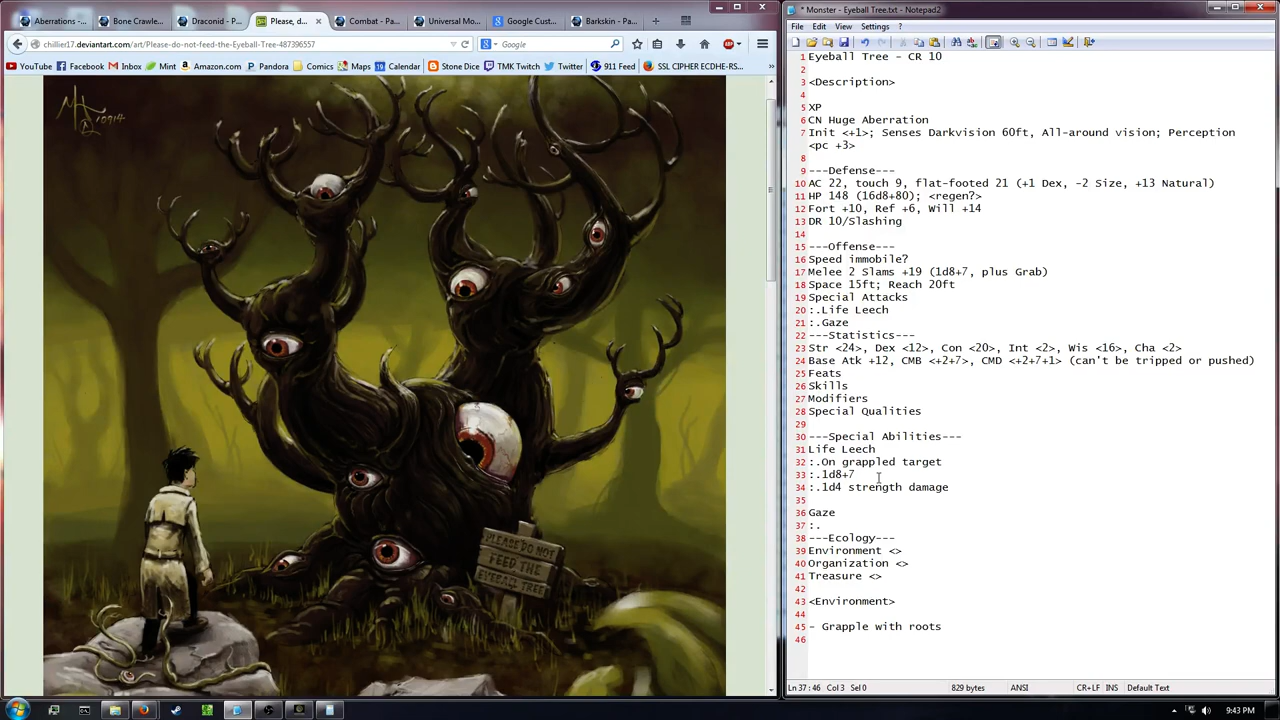 Aberrations - ...
Bone Crawle...
Draconid - P...
Please, d...
Combat - Pa...
Universal Mo...
Google Cust...
Barkskin - Pa...
chillier17.deviantart.com/art/Please-do-not-feed-the-Eyeball-Tree-487396557
Google
YouTube Facebook Inbox Mint Amazon.com Pandora Comics Maps Calendar Stone Dice TMK Twitch Twitter 911 Feed SSL CIPHER ECDHE-RS...
10914
PLEASE DO NOT
FEED THE
EYEBALL TREE
* Monster - Eyeball Tree.txt - Notepad2
File Edit View Settings ?
1 Eyeball Tree - CR 10
2
3 <Description>
4
5 XP
6 CN Huge Aberration
7 Init <+1>; Senses Darkvision 60ft, All-around vision; Perception
<pc +3>
8
9 ---Defense---
10 AC 22, touch 9, flat-footed 21 (+1 Dex, -2 Size, +13 Natural)
11 HP 148 (16d8+80); <regen?>
12 Fort +10, Ref +6, Will +14
13 DR 10/Slashing
14
15 ---Offense---
16 Speed immobile?
17 Melee 2 Slams +19 (1d8+7, plus Grab)
18 Space 15ft; Reach 20ft
19 Special Attacks
20 :.Life Leech
21 :.Gaze
22 ---Statistics---
23 Str <24>, Dex <12>, Con <20>, Int <2>, Wis <16>, Cha <2>
24 Base Atk +12, CMB <+2+7>, CMD <+2+7+1> (can't be tripped or pushed)
25 Feats
26 Skills
27 Modifiers
28 Special Qualities
29
30 ---Special Abilities---
31 Life Leech
32 :.On grappled target
33 :.1d8+7
34 :.1d4 strength damage
35
36 Gaze
37 :.
38 ---Ecology---
39 Environment <>
40 Organization <>
41 Treasure <>
42
43 <Environment>
44
45 - Grapple with roots
46
Ln 37 : 46 Col 3 Sel 0 829 bytes ANSI CR+LF INS Default Text
9:43 PM